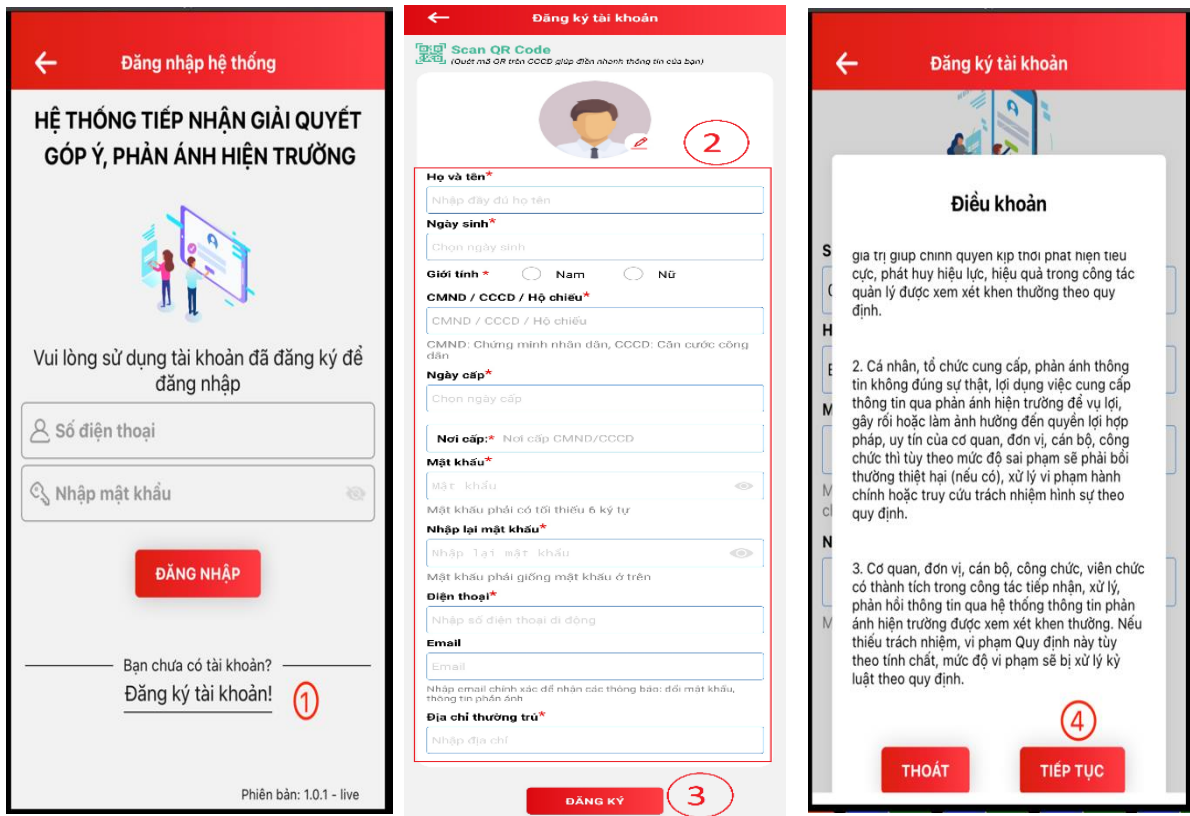 Đăng nhập hệ thống
HỆ THỐNG TIẾP NHẬN GIẢI QUYẾT
GÓP Ý, PHẢN ÁNH HIỆN TRƯỜNG
Vui lòng sử dụng tài khoản đã đăng ký để
đăng nhập
Số điện thoại
Nhập mật khẩu
ĐĂNG NHẬP
Bạn chưa có tài khoản?
Đăng ký tài khoản!
1
Phiên bản: 1.0.1 - live
Đăng ký tài khoản
Scan QR Code
(Quét mã QR trên CCCD giúp điền nhanh thông tin của bạn)
2
Họ và tên*
Nhập đầy đủ họ tên
Ngày sinh*
Chọn ngày sinh
Giới tính * Nam Nữ
CMND / CCCD / Hộ chiếu*
CMND / CCCD / Hộ chiếu
CMND: Chứng minh nhân dân, CCCD: Căn cước công
dân
Ngày cấp*
Chọn ngày cấp
Nơi cấp:* Nơi cấp CMND/CCCD
Mật khẩu*
Mật khẩu
Mật khẩu phải có tối thiểu 6 ký tự
Nhập lại mật khẩu*
Nhập lại mật khẩu
Mật khẩu phải giống mật khẩu ở trên
Điện thoại*
Nhập số điện thoại di động
Email
Email
Nhập email chính xác để nhận các thông báo: đổi mật khẩu,
thông tin phản ánh
Địa chỉ thường trú*
Nhập địa chỉ
ĐĂNG KÝ
3
Đăng ký tài khoản
Điều khoản
giá trị giúp chính quyền kịp thời phát hiện tiêu
cực, phát huy hiệu lực, hiệu quả trong công tác
quản lý được xem xét khen thưởng theo quy
định.
2. Cá nhân, tổ chức cung cấp, phản ánh thông
tin không đúng sự thật, lợi dụng việc cung cấp
thông tin qua phản ánh hiện trường để vụ lợi,
gây rối hoặc làm ảnh hưởng đến quyền lợi hợp
pháp, uy tín của cơ quan, đơn vị, cán bộ, công
chức thì tùy theo mức độ sai phạm sẽ phải bồi
thường thiệt hại (nếu có), xử lý vi phạm hành
chính hoặc truy cứu trách nhiệm hình sự theo
quy định.
3. Cơ quan, đơn vị, cán bộ, công chức, viên chức
có thành tích trong công tác tiếp nhận, xử lý,
phản hồi thông tin qua hệ thống thông tin phản
ánh hiện trường được xem xét khen thưởng. Nếu
thiếu trách nhiệm, vi phạm Quy định này tùy
theo tính chất, mức độ vi phạm sẽ bị xử lý kỷ
luật theo quy định.
4
THOÁT
TIẾP TỤC